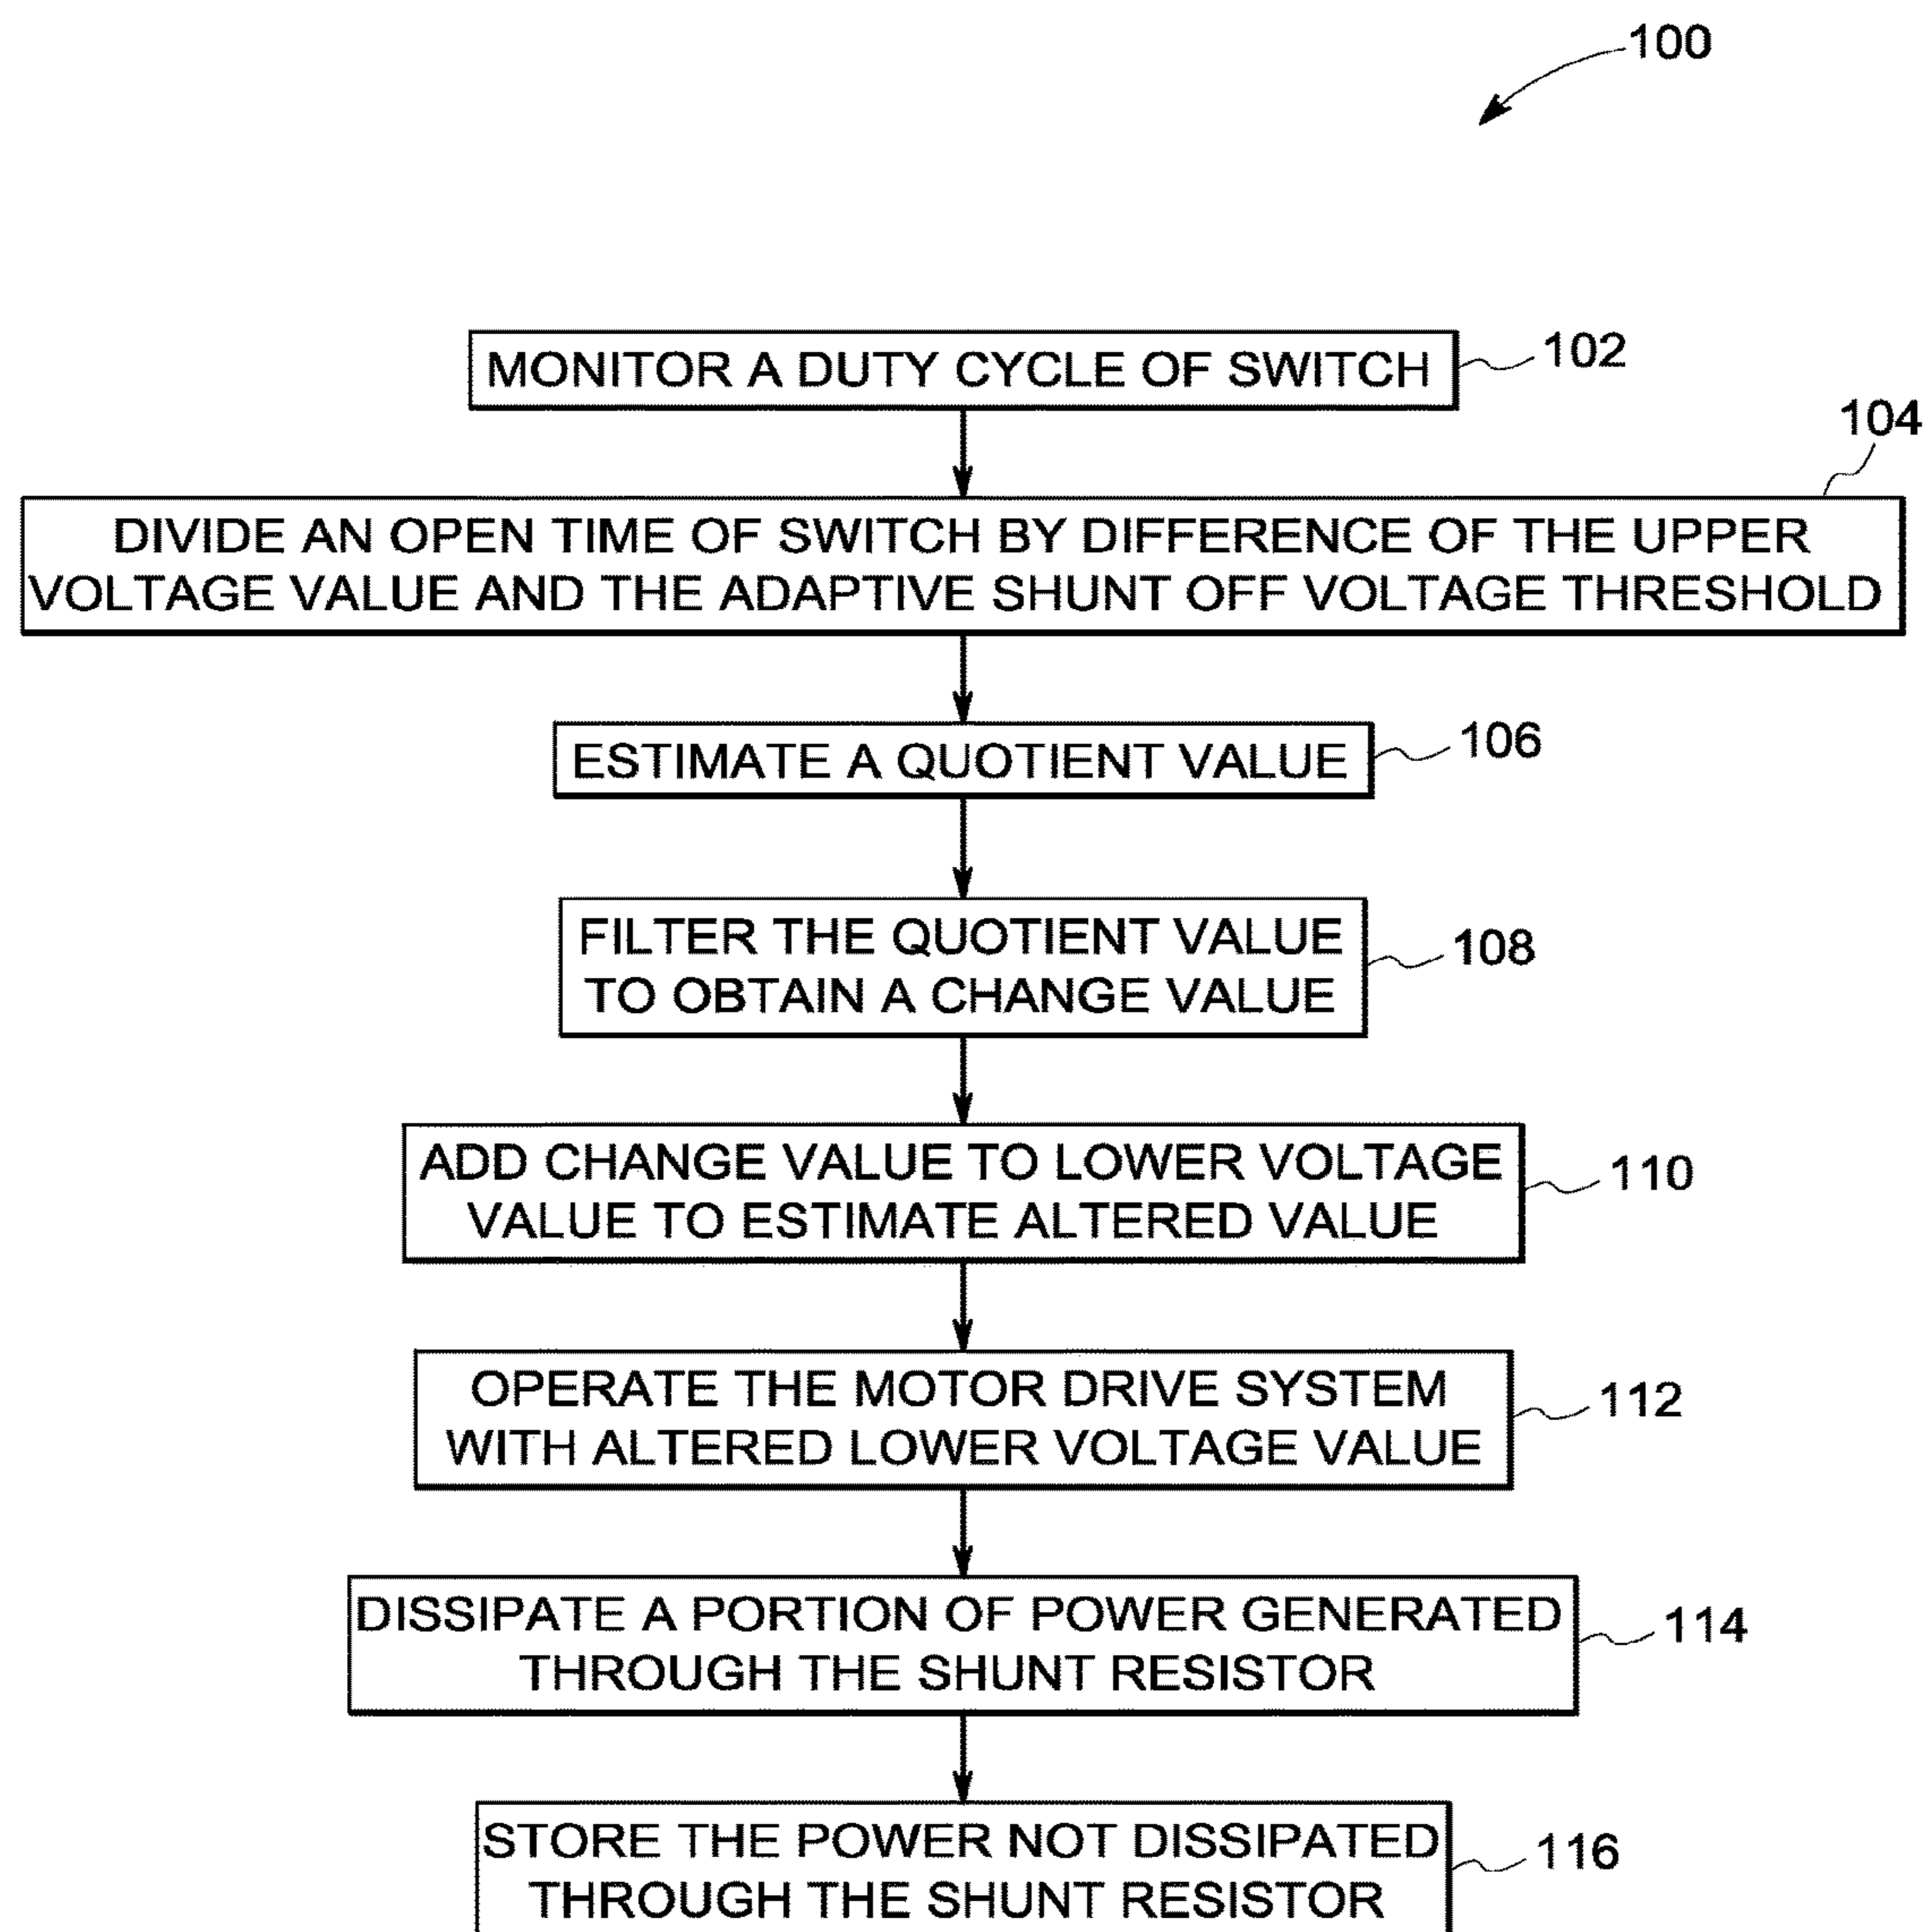 100
MONITOR A DUTY CYCLE OF SWITCH
102
104
DIVIDE AN OPEN TIME OF SWITCH BY DIFFERENCE OF THE UPPER
VOLTAGE VALUE AND THE ADAPTIVE SHUNT OFF VOLTAGE THRESHOLD
ESTIMATE A QUOTIENT VALUE
106
FILTER THE QUOTIENT VALUE
TO OBTAIN A CHANGE VALUE
108
ADD CHANGE VALUE TO LOWER VOLTAGE
VALUE TO ESTIMATE ALTERED VALUE
110
OPERATE THE MOTOR DRIVE SYSTEM
WITH ALTERED LOWER VOLTAGE VALUE
112
DISSIPATE A PORTION OF POWER GENERATED
THROUGH THE SHUNT RESISTOR
114
STORE THE POWER NOT DISSIPATED
THROUGH THE SHUNT RESISTOR
116